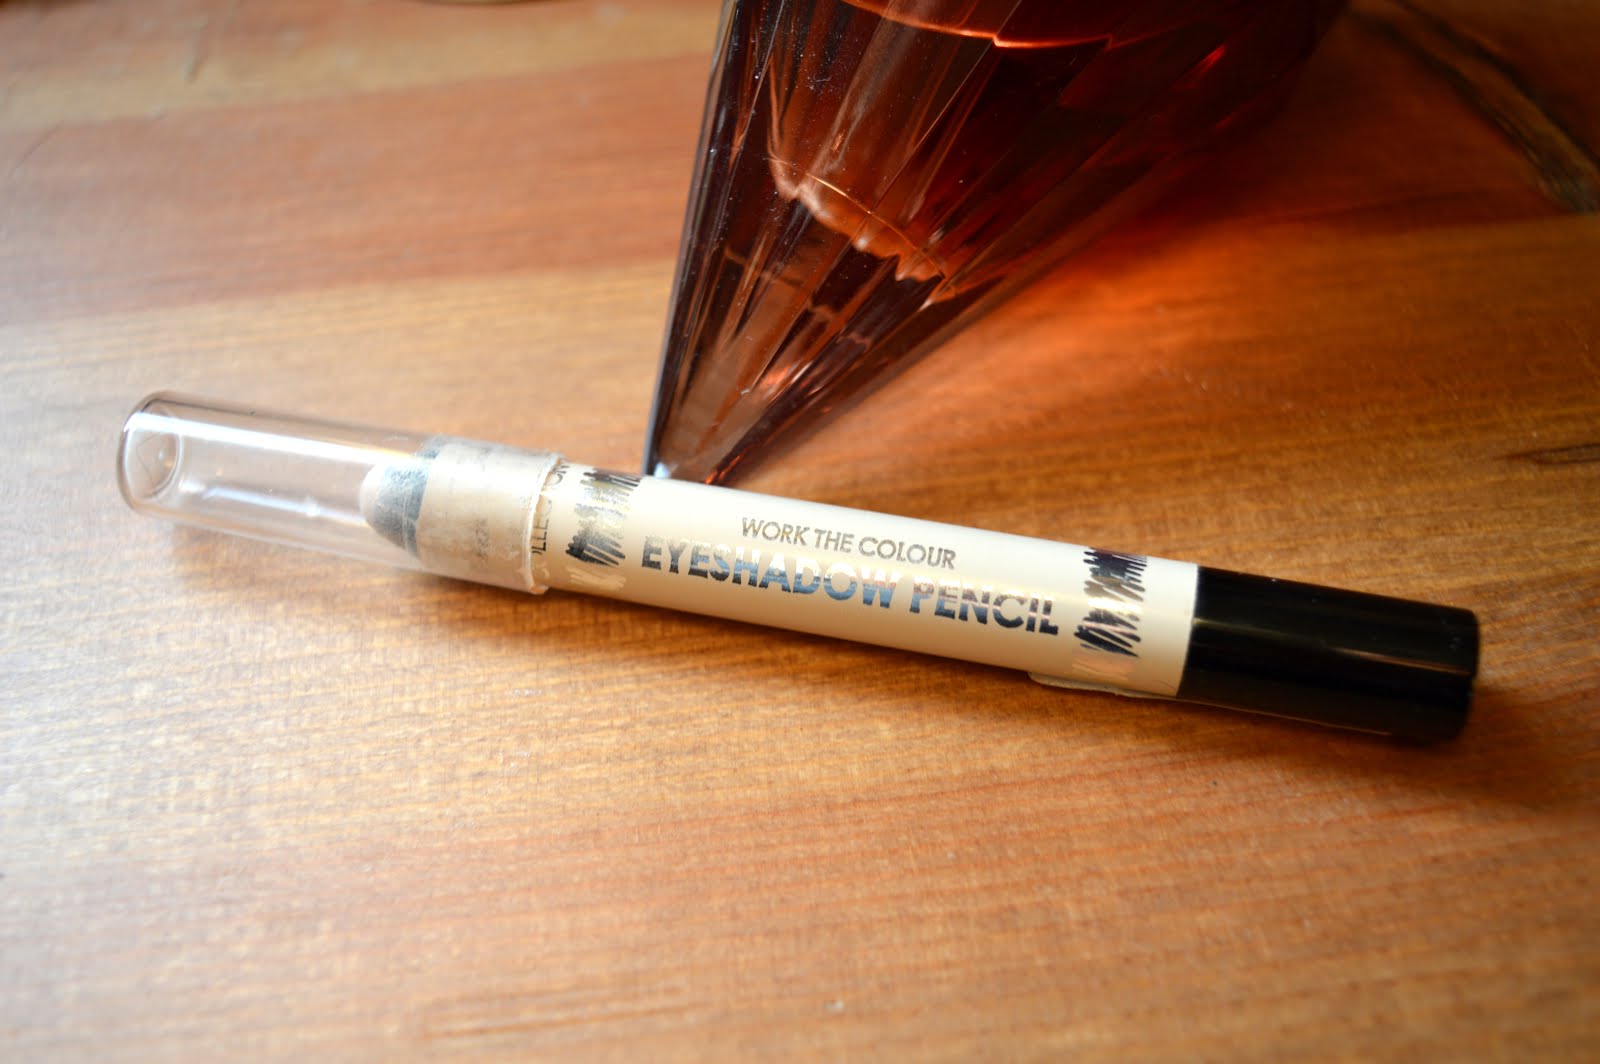 WORK THE COLOUR
EYESHADOW PENCIL